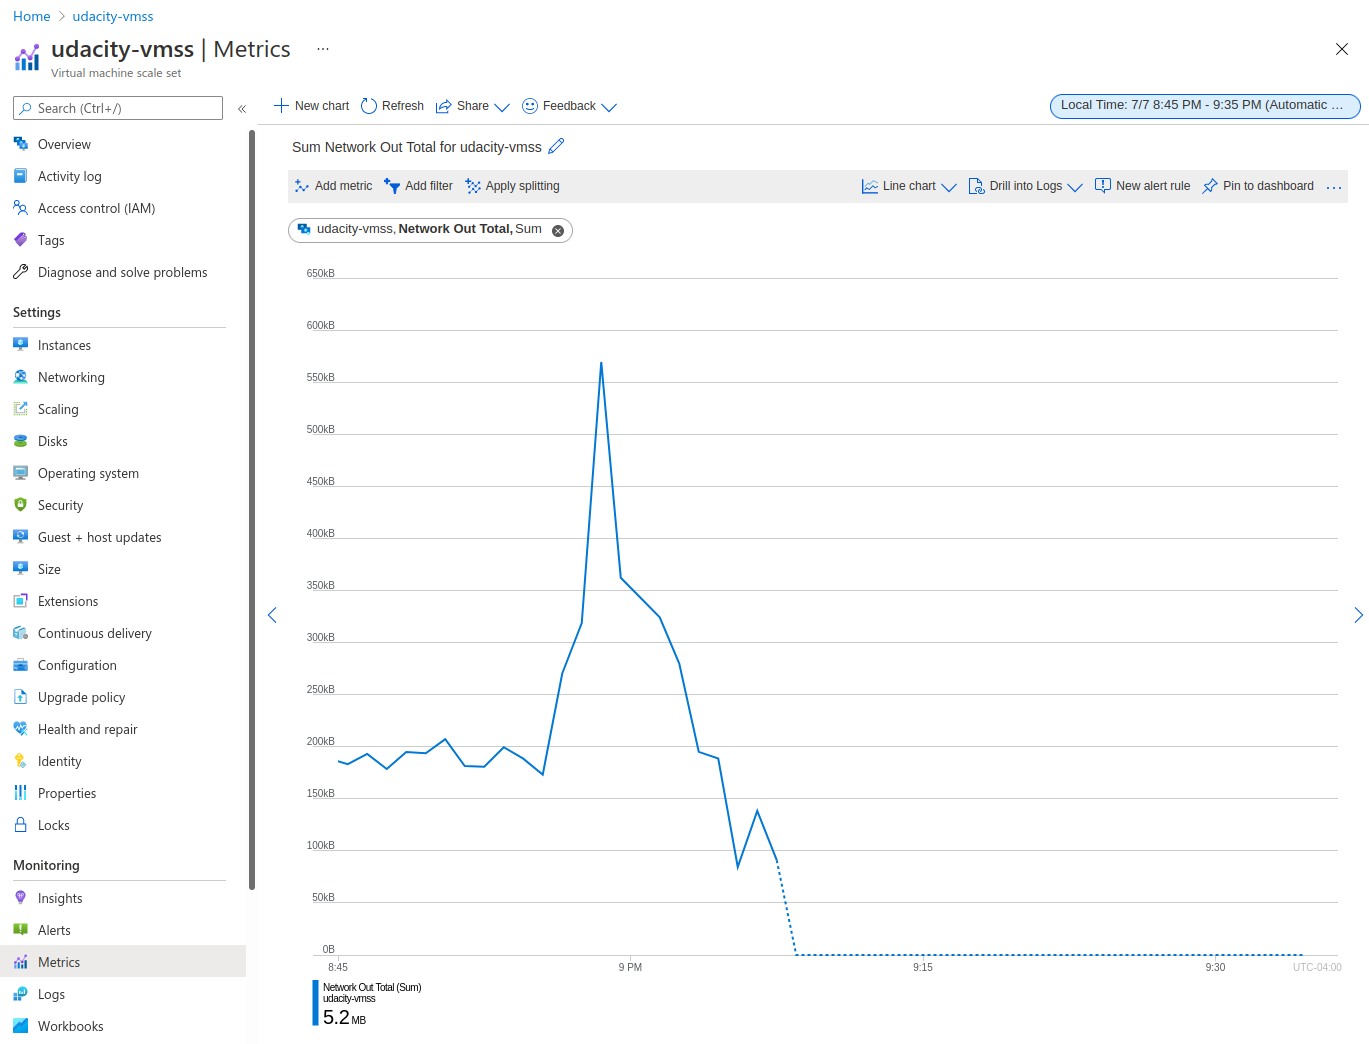 Home > udacity-vmss
udacity-vmss | Metrics ...
Virtual machine scale set
Search (Ctrl+/)
«
New chart Refresh Share Feedback
Local Time: 7/7 8:45 PM - 9:35 PM (Automatic ...
Overview
Activity log
Access control (IAM)
Tags
Diagnose and solve problems
Settings
Instances
Networking
Scaling
Disks
Operating system
Security
Guest + host updates
Size
Extensions
Continuous delivery
Configuration
Upgrade policy
Health and repair
Identity
Properties
Locks
Monitoring
Insights
Alerts
Metrics
Logs
Workbooks
Sum Network Out Total for udacity-vmss
Add metric Add filter Apply splitting Line chart Drill into Logs New alert rule Pin to dashboard ...
udacity-vmss, Network Out Total, Sum
650kB
600kB
550kB
500kB
450kB
400kB
350kB
300kB
250kB
200kB
150kB
100kB
50kB
0B
8:45 9 PM 9:15 9:30 UTC-04:00
Network Out Total (Sum)
udacity-vmss
5.2 MB